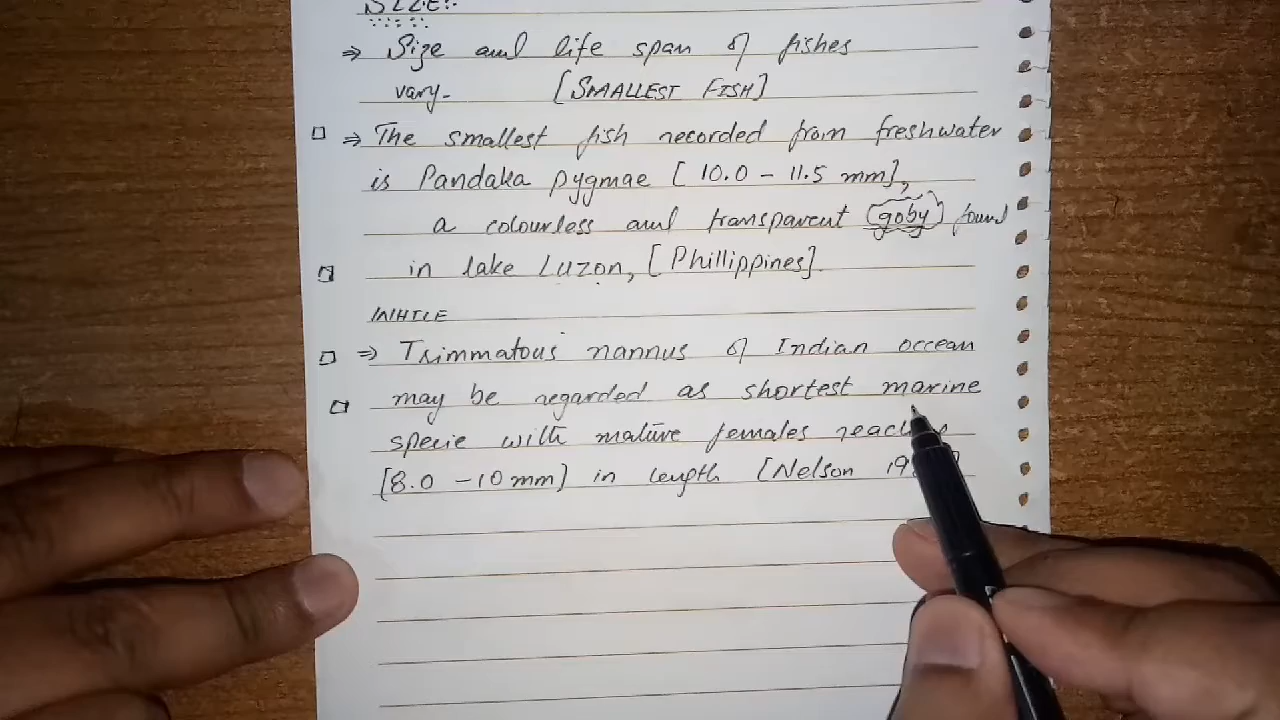 SIZE:
⇒ Size and life span of fishes
vary- [SMALLEST FISH]
⇒ The smallest fish recorded from freshwater
is Pandaka pygmae [10.0 - 11.5 mm],
a colourless and transparent (goby) found
in lake Luzon, [Phillippines].
WHILE
⇒ Trimmatous nannus of Indian occean
may be regarded as shortest marine
specie with mature females
[8.0 - 10 mm] in length [Nelson